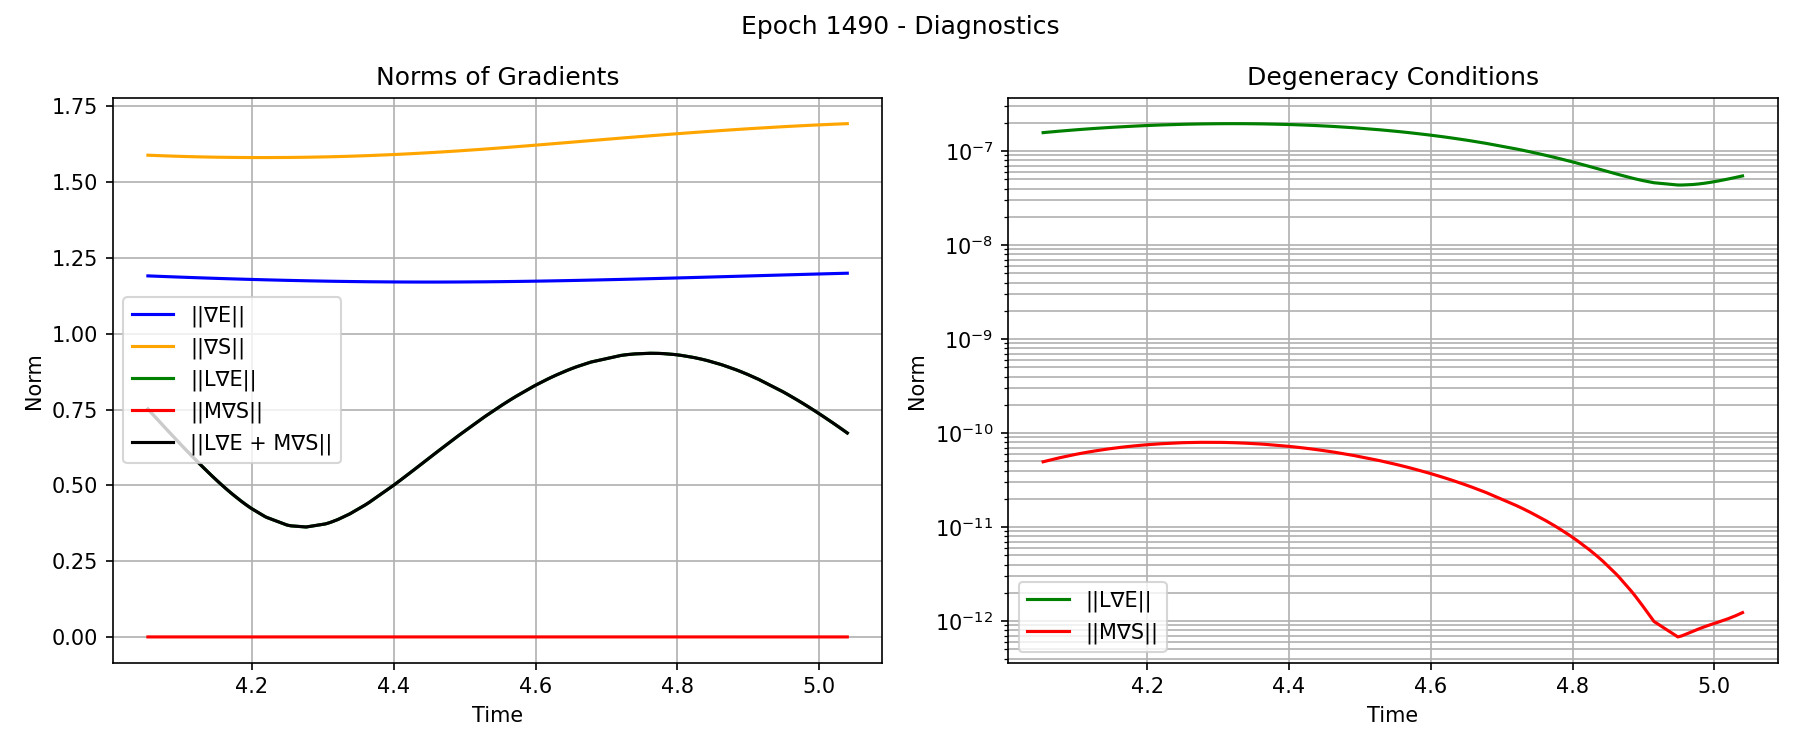 Epoch 1490 - Diagnostics
Norms of Gradients
1.75
1.50
1.25
1.00
0.75
0.50
0.25
0.00
Norm
||∇E||
||∇S||
||L∇E||
||M∇S||
||L∇E + M∇S||
4.2
4.4
4.6
4.8
5.0
Time
Degeneracy Conditions
10⁻⁷
10⁻⁸
10⁻⁹
10⁻¹⁰
10⁻¹¹
10⁻¹²
Norm
||L∇E||
||M∇S||
4.2
4.4
4.6
4.8
5.0
Time